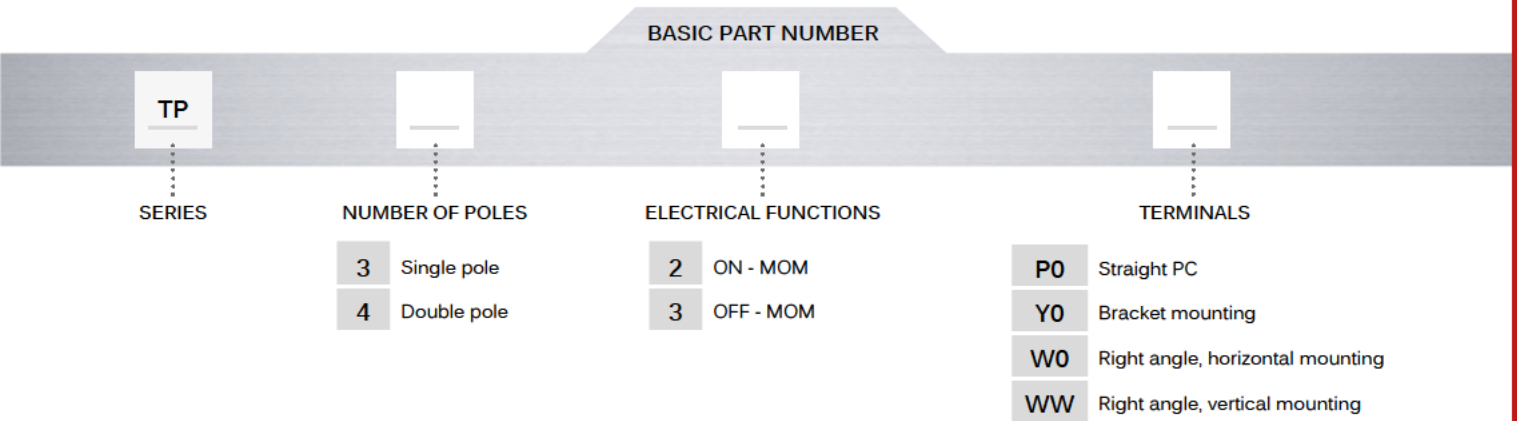 BASIC PART NUMBER
TP
SERIES
NUMBER OF POLES
3 Single pole
4 Double pole
ELECTRICAL FUNCTIONS
2 ON - MOM
3 OFF - MOM
TERMINALS
P0 Straight PC
Y0 Bracket mounting
W0 Right angle, horizontal mounting
WW Right angle, vertical mounting